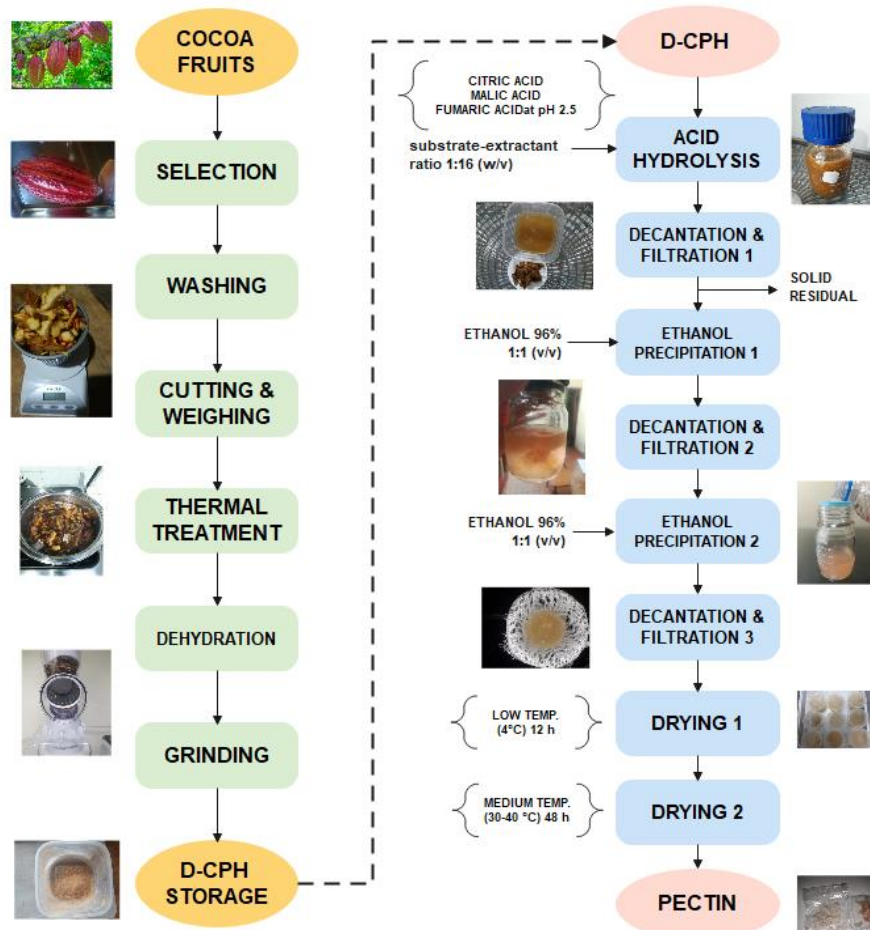 COCOA
FRUITS
SELECTION
WASHING
CUTTING &
WEIGHING
THERMAL
TREATMENT
DEHYDRATION
GRINDING
D-CPH
STORAGE
D-CPH
CITRIC ACID
MALIC ACID
FUMARIC ACIDat pH 2.5
substrate-extractant
ratio 1:16 (w/v)
ACID
HYDROLYSIS
DECANTATION &
FILTRATION 1
SOLID
RESIDUAL
ETHANOL 96%
1:1 (v/v)
ETHANOL
PRECIPITATION 1
DECANTATION &
FILTRATION 2
ETHANOL 96%
1:1 (v/v)
ETHANOL
PRECIPITATION 2
DECANTATION &
FILTRATION 3
LOW TEMP.
(4°C) 12 h
DRYING 1
MEDIUM TEMP.
(30-40 °C) 48 h
DRYING 2
PECTIN